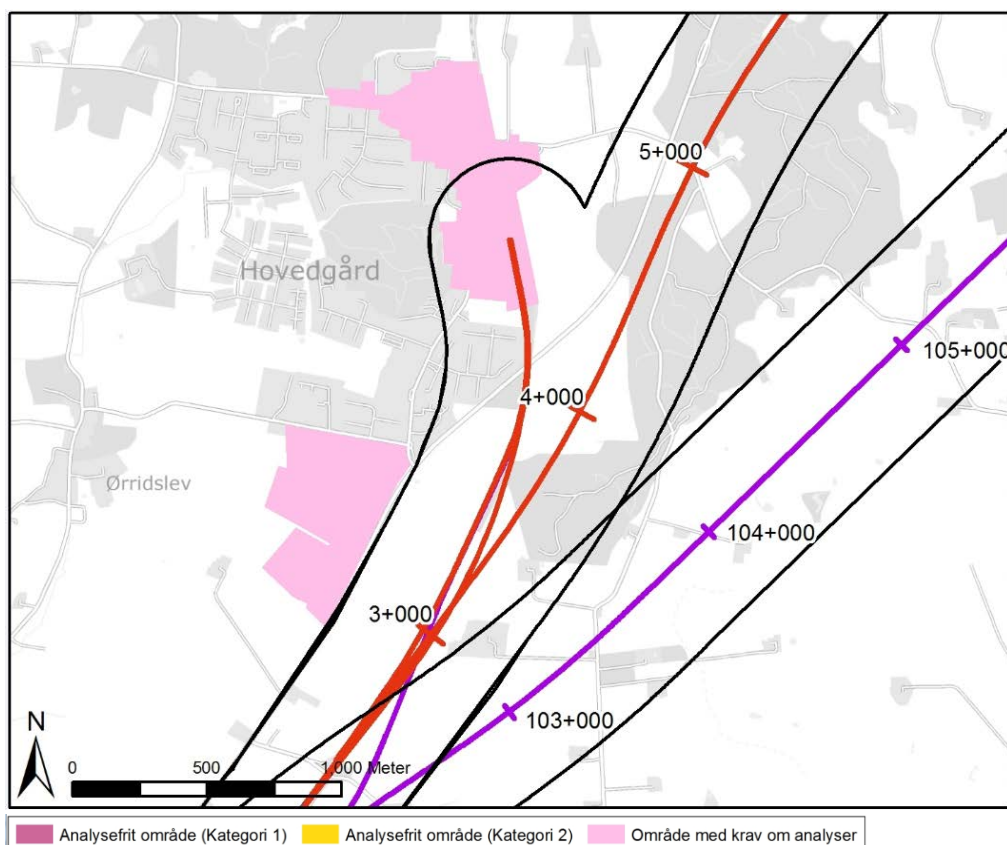 5+000
Hovedgård
105+000
4+000
Ørridslev
104+000
3+000
103+000
N
0 500 1.000 Meter
Analysefrit område (Kategori 1) Analysefrit område (Kategori 2) Område med krav om analyser